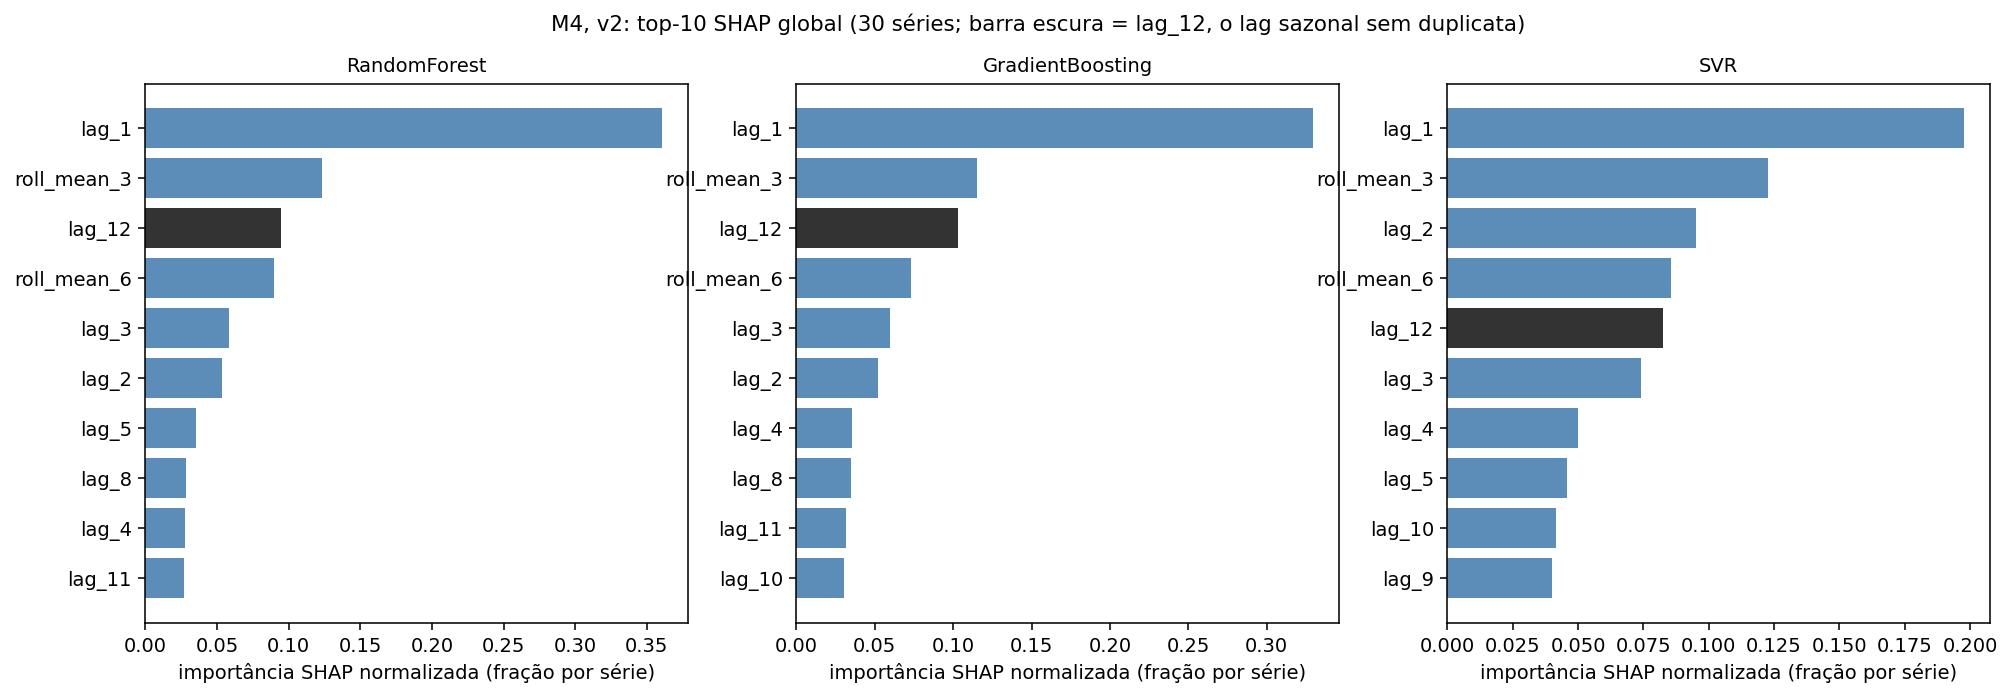 M4, v2: top-10 SHAP global (30 séries; barra escura = lag_12, o lag sazonal sem duplicata)
RandomForest
lag_1
roll_mean_3
lag_12
roll_mean_6
lag_3
lag_2
lag_5
lag_8
lag_4
lag_11
0.00 0.05 0.10 0.15 0.20 0.25 0.30 0.35
importância SHAP normalizada (fração por série)
GradientBoosting
lag_1
roll_mean_3
lag_12
roll_mean_6
lag_3
lag_2
lag_4
lag_8
lag_11
lag_10
0.00 0.05 0.10 0.15 0.20 0.25 0.30
importância SHAP normalizada (fração por série)
SVR
lag_1
roll_mean_3
lag_2
roll_mean_6
lag_12
lag_3
lag_4
lag_5
lag_10
lag_9
0.000 0.025 0.050 0.075 0.100 0.125 0.150 0.175 0.200
importância SHAP normalizada (fração por série)